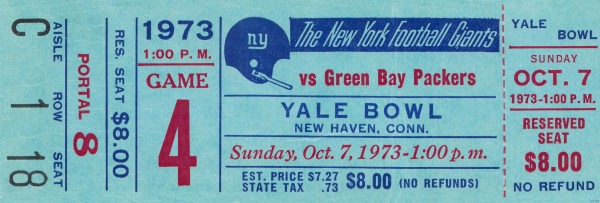 C 1 18
AISLE ROW SEAT
PORTAL 8
RES. SEAT $8.00
1973
1:00 P.M.
GAME
4
ny
The New York Football Giants
vs Green Bay Packers
YALE BOWL
NEW HAVEN, CONN.
Sunday, Oct. 7, 1973-1:00 p.m.
EST. PRICE $7.27
STATE TAX .73
$8.00 (NO REFUNDS)
YALE BOWL
SUNDAY
OCT. 7
1973-1:00 P.M.
RESERVED
SEAT
$8.00
NO REFUND